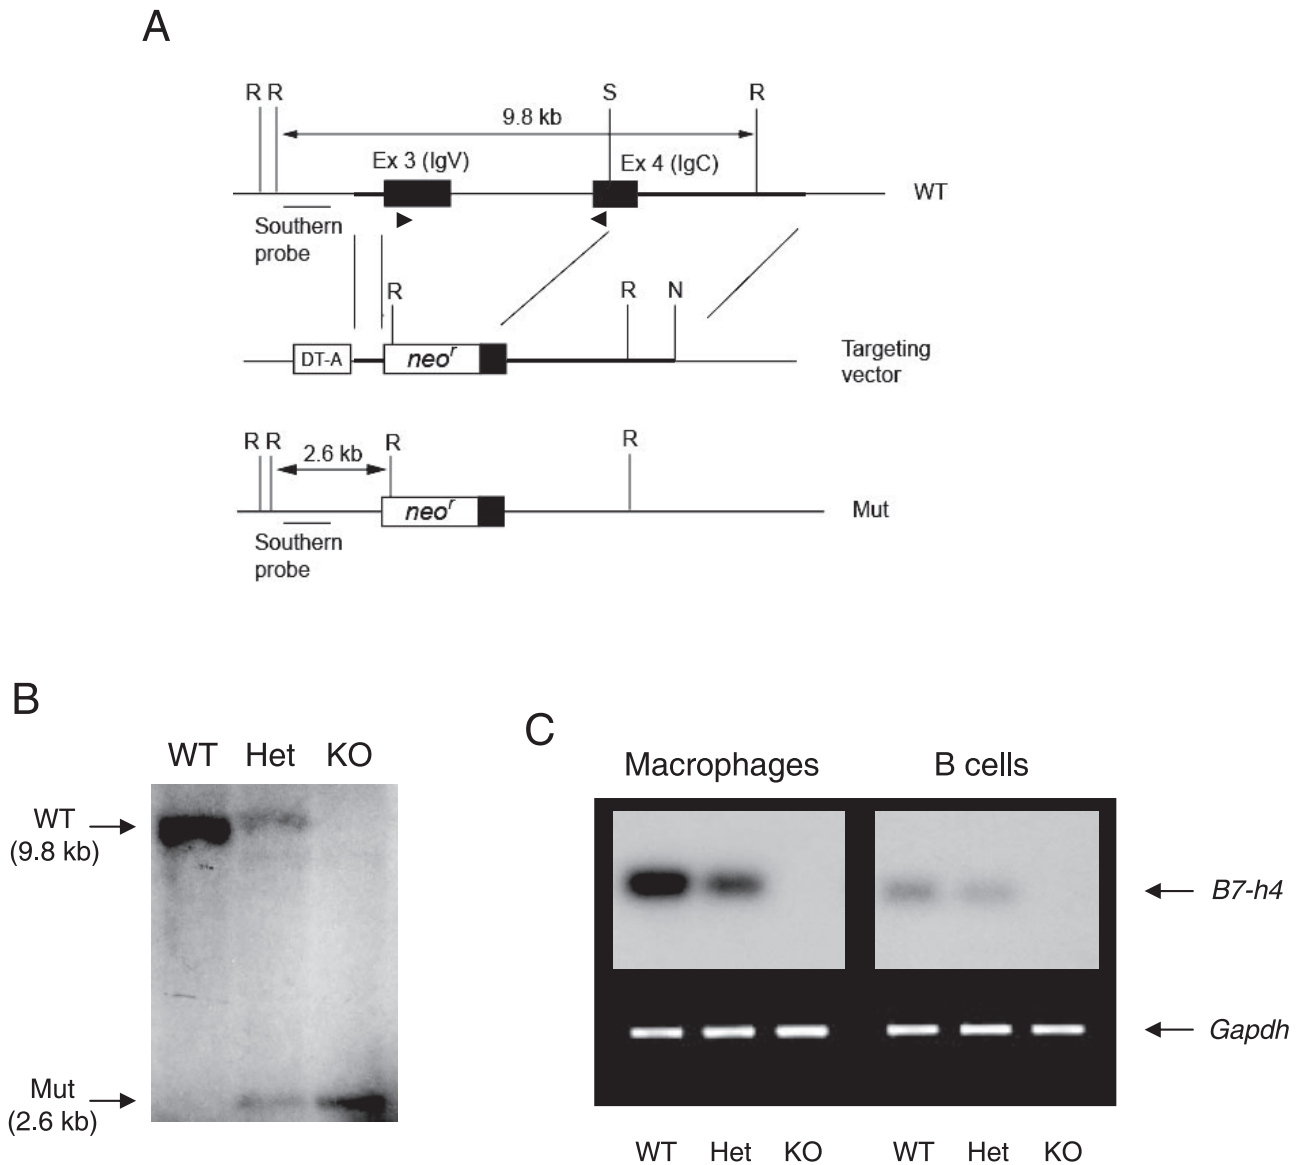 A
R R S R
9.8 kb
Ex 3 (IgV) Ex 4 (IgC)
WT
Southern
probe
R R N
DT-A neoʳ
Targeting
vector
R R R R
2.6 kb
neoʳ
Mut
Southern
probe
B
WT Het KO
WT
(9.8 kb)
Mut
(2.6 kb)
C
Macrophages B cells
B7-h4
Gapdh
WT Het KO WT Het KO